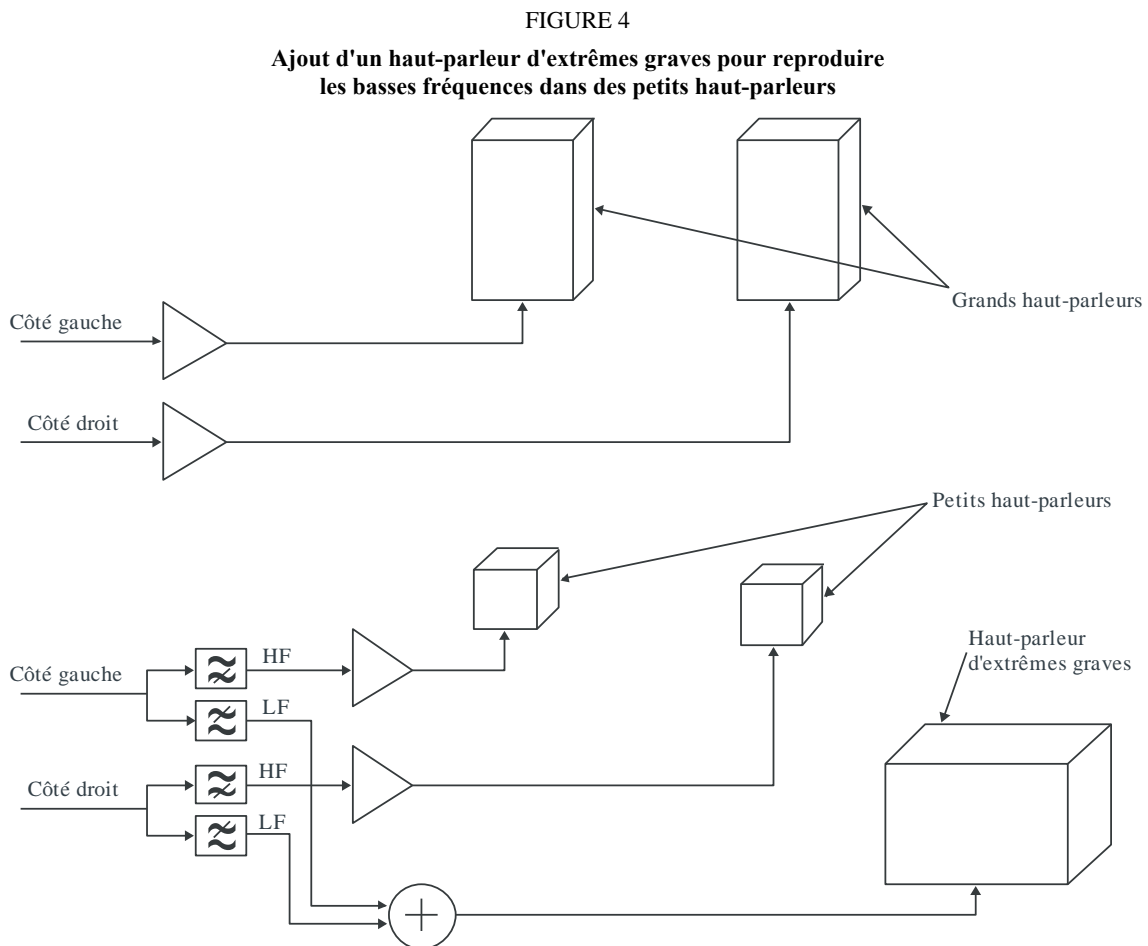 FIGURE 4
Ajout d'un haut-parleur d'extrêmes graves pour reproduire
les basses fréquences dans des petits haut-parleurs
Grands haut-parleurs
Côté gauche
Côté droit
Petits haut-parleurs
Haut-parleur
d'extrêmes graves
HF
Côté gauche
LF
HF
Côté droit
LF